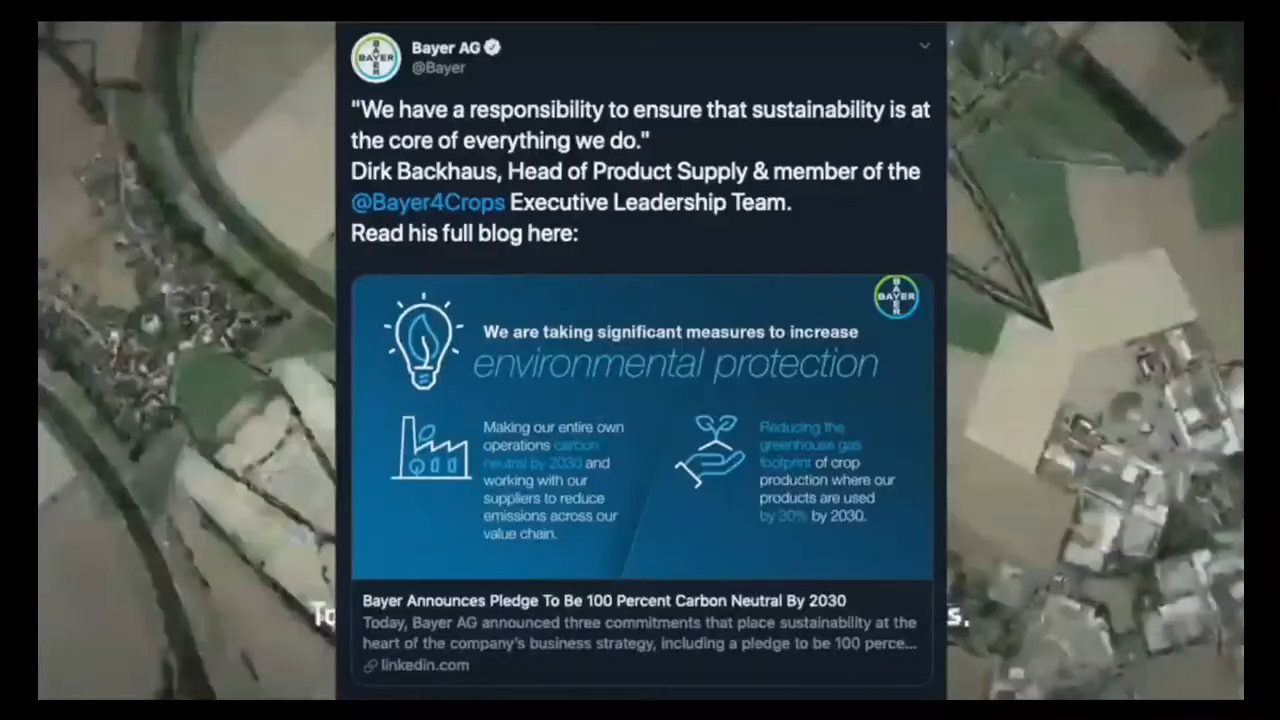 Bayer AG
@Bayer
"We have a responsibility to ensure that sustainability is at
the core of everything we do."
Dirk Backhaus, Head of Product Supply & member of the
@Bayer4Crops Executive Leadership Team.
Read his full blog here:
BAYER
BAYER
We are taking significant measures to increase
environmental protection
Making our entire own
operations carbon
neutral by 2030 and
working with our
suppliers to reduce
emissions across our
value chain.
Reducing the
greenhouse gas
footprint of crop
production where our
products are used
by 30% by 2030.
Bayer Announces Pledge To Be 100 Percent Carbon Neutral By 2030
Today, Bayer AG announced three commitments that place sustainability at the
heart of the company's business strategy, including a pledge to be 100 perce...
linkedin.com